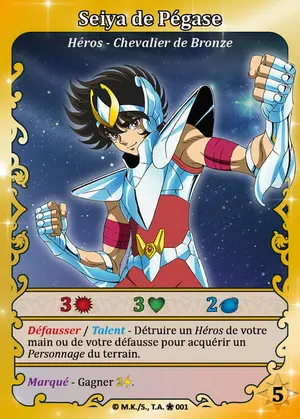 Seiya de Pégase
Héros - Chevalier de Bronze
3 3 2
Défausser / Talent - Détruire un Héros de votre
main ou de votre défausse pour acquérir un
Personnage du terrain.
Marqué - Gagner 2
5
© M.K./S., T.A. 001